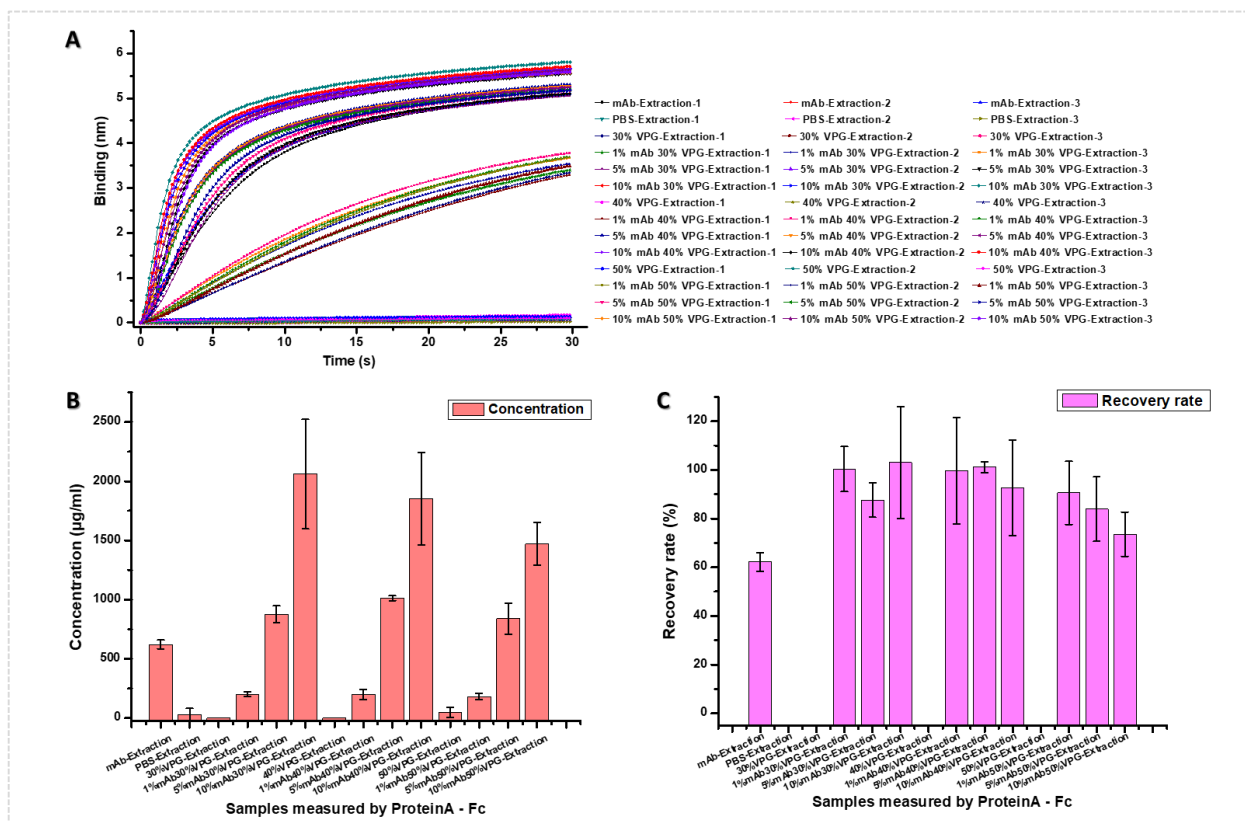 A
6
5
4
3
2
1
0
Binding (nm)
0 5 10 15 20 25 30
Time (s)
mAb-Extraction-1 mAb-Extraction-2 mAb-Extraction-3
PBS-Extraction-1 PBS-Extraction-2 PBS-Extraction-3
30% VPG-Extraction-1 30% VPG-Extraction-2 30% VPG-Extraction-3
1% mAb 30% VPG-Extraction-1 1% mAb 30% VPG-Extraction-2 1% mAb 30% VPG-Extraction-3
5% mAb 30% VPG-Extraction-1 5% mAb 30% VPG-Extraction-2 5% mAb 30% VPG-Extraction-3
10% mAb 30% VPG-Extraction-1 10% mAb 30% VPG-Extraction-2 10% mAb 30% VPG-Extraction-3
40% VPG-Extraction-1 40% VPG-Extraction-2 40% VPG-Extraction-3
1% mAb 40% VPG-Extraction-1 1% mAb 40% VPG-Extraction-2 1% mAb 40% VPG-Extraction-3
5% mAb 40% VPG-Extraction-1 5% mAb 40% VPG-Extraction-2 5% mAb 40% VPG-Extraction-3
10% mAb 40% VPG-Extraction-1 10% mAb 40% VPG-Extraction-2 10% mAb 40% VPG-Extraction-3
50% VPG-Extraction-1 50% VPG-Extraction-2 50% VPG-Extraction-3
1% mAb 50% VPG-Extraction-1 1% mAb 50% VPG-Extraction-2 1% mAb 50% VPG-Extraction-3
5% mAb 50% VPG-Extraction-1 5% mAb 50% VPG-Extraction-2 5% mAb 50% VPG-Extraction-3
10% mAb 50% VPG-Extraction-1 10% mAb 50% VPG-Extraction-2 10% mAb 50% VPG-Extraction-3
B
Concentration
2500
2000
1500
1000
500
0
Concentration (µg/ml)
mAb-Extraction
PBS-Extraction
30%VPG-Extraction
1%mAb30%VPG-Extraction
5%mAb30%VPG-Extraction
10%mAb30%VPG-Extraction
40%VPG-Extraction
1%mAb40%VPG-Extraction
5%mAb40%VPG-Extraction
10%mAb40%VPG-Extraction
50%VPG-Extraction
1%mAb50%VPG-Extraction
5%mAb50%VPG-Extraction
10%mAb50%VPG-Extraction
Samples measured by ProteinA - Fc
C
Recovery rate
120
100
80
60
40
20
0
Recovery rate (%)
mAb-Extraction
PBS-Extraction
30%VPG-Extraction
1%mAb30%VPG-Extraction
5%mAb30%VPG-Extraction
10%mAb30%VPG-Extraction
40%VPG-Extraction
1%mAb40%VPG-Extraction
5%mAb40%VPG-Extraction
10%mAb40%VPG-Extraction
50%VPG-Extraction
1%mAb50%VPG-Extraction
5%mAb50%VPG-Extraction
10%mAb50%VPG-Extraction
Samples measured by ProteinA - Fc